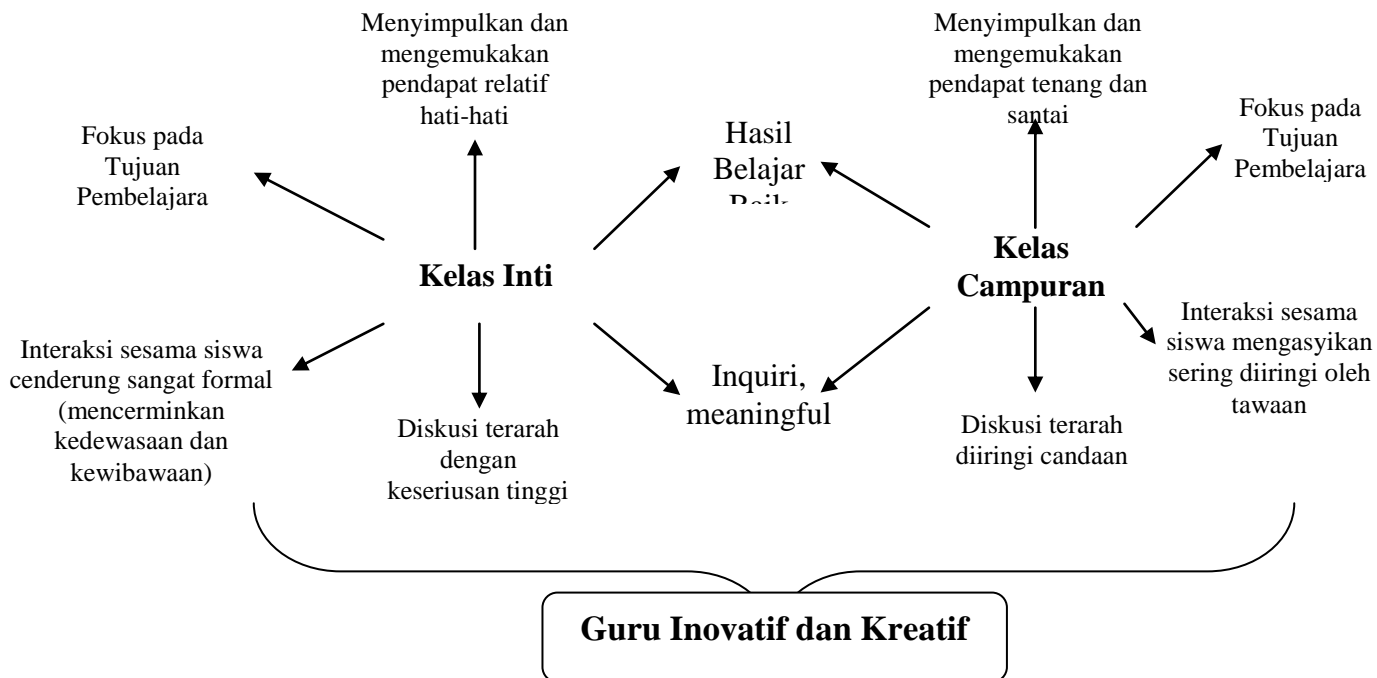 Menyimpulkan dan
mengemukakan
pendapat relatif
hati-hati
Menyimpulkan dan
mengemukakan
pendapat tenang dan
santai
Fokus pada
Tujuan
Pembelajara
Hasil
Belajar
Baik
Fokus pada
Tujuan
Pembelajara
Kelas Inti
Kelas
Campuran
Interaksi sesama siswa
cenderung sangat formal
(mencerminkan
kedewasaan dan
kewibawaan)
Diskusi terarah
dengan
keseriusan tinggi
Inquiri,
meaningful
Diskusi terarah
diiringi candaan
Interaksi sesama
siswa mengasyikan
sering diiringi oleh
tawaan
Guru Inovatif dan Kreatif